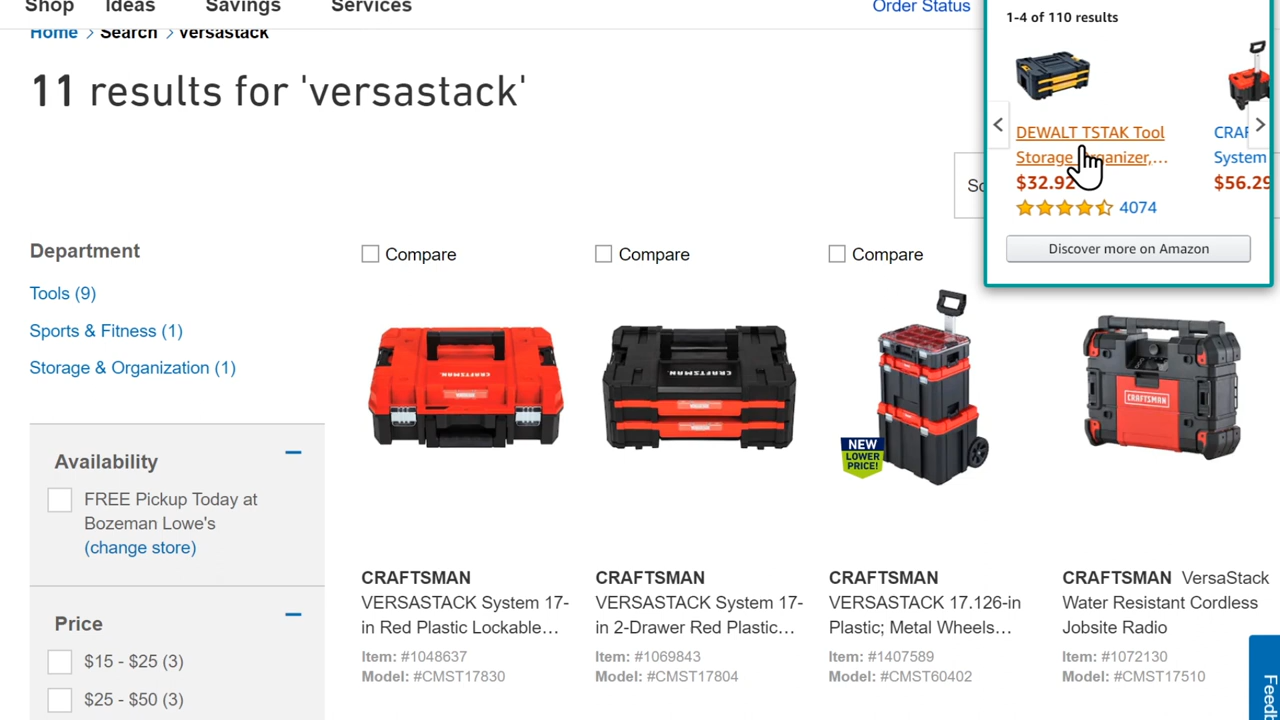 Shop Ideas Savings Services Order Status
Home > Search > Versastack
11 results for 'versastack'
1-4 of 110 results
DEWALT TSTAK Tool
Storage Organizer,...
$32.92
4074
CRAF
System
$56.29
Discover more on Amazon
Department
Tools (9)
Sports & Fitness (1)
Storage & Organization (1)
Availability
FREE Pickup Today at
Bozeman Lowe's
(change store)
Price
$15 - $25 (3)
$25 - $50 (3)
Compare
Compare
Compare
CRAFTSMAN
CRAFTSMAN
NEW
LOWER
PRICE!
CRAFTSMAN
CRAFTSMAN
VERSASTACK System 17-
in Red Plastic Lockable...
Item: #1048637
Model: #CMST17830
CRAFTSMAN
VERSASTACK System 17-
in 2-Drawer Red Plastic...
Item: #1069843
Model: #CMST17804
CRAFTSMAN
VERSASTACK 17.126-in
Plastic; Metal Wheels...
Item: #1407589
Model: #CMST60402
CRAFTSMAN VersaStack
Water Resistant Cordless
Jobsite Radio
Item: #1072130
Model: #CMST17510
Feedb